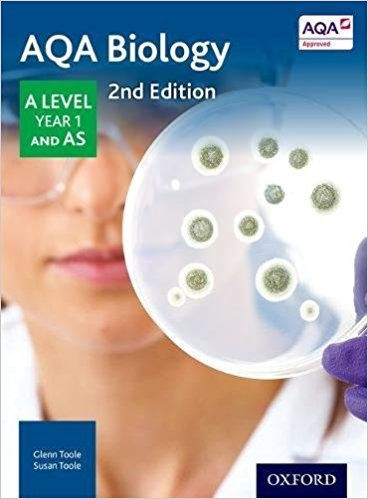 AQA Biology
2nd Edition
A LEVEL
YEAR 1
AND AS
AQA
Approved
Glenn Toole
Susan Toole
OXFORD